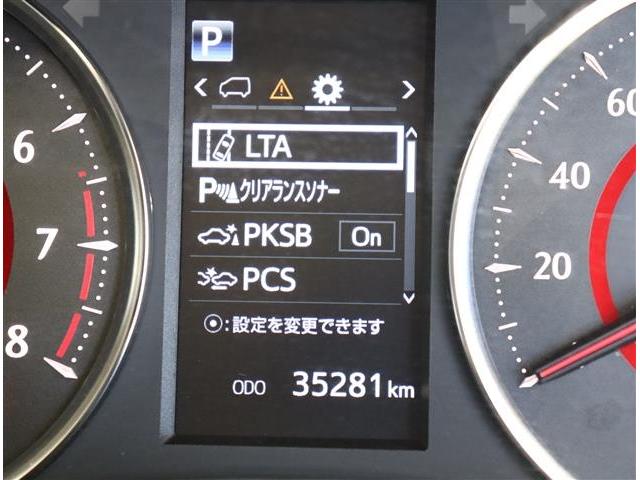 P
LTA
Pクリアランスソナー
PKSB On
PCS
:設定を変更できます
ODO 35281 km
6
7
8
60
40
20